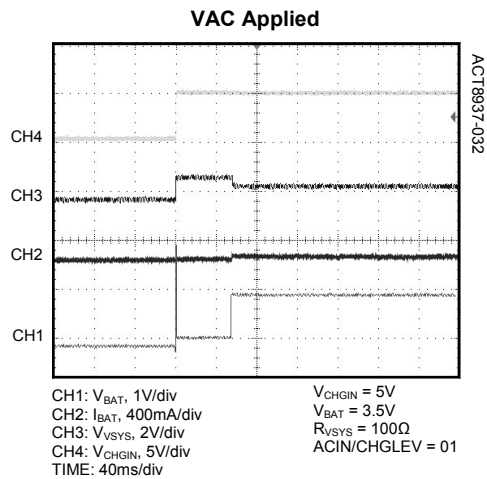 VAC Applied
ACT8937-032
CH4
CH3
CH2
CH1
CH1: VBAT, 1V/div
CH2: IBAT, 400mA/div
CH3: VVSYS, 2V/div
CH4: VCHGIN, 5V/div
TIME: 40ms/div
VCHGIN = 5V
VBAT = 3.5V
RVSYS = 100Ω
ACIN/CHGLEV = 01